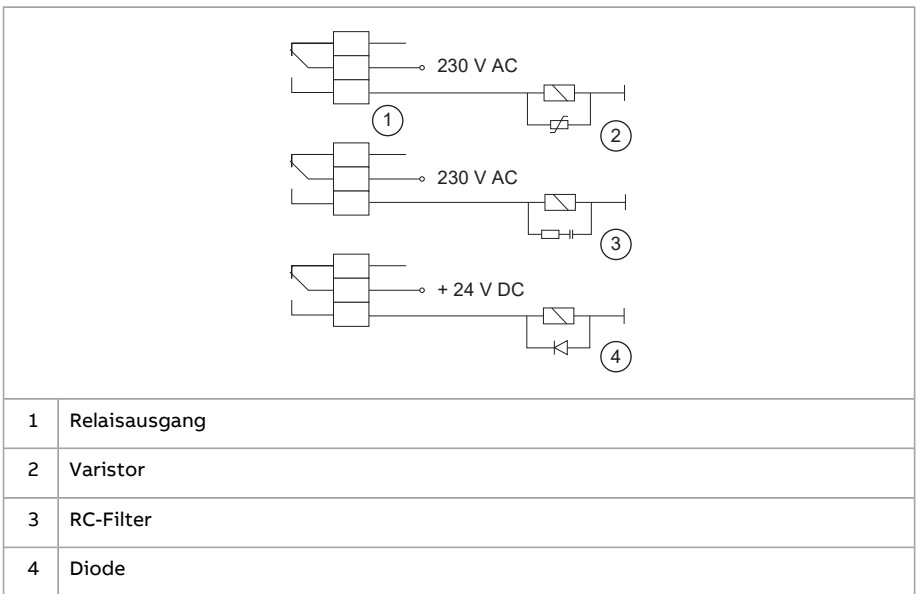 230 V AC
1
2
230 V AC
3
+ 24 V DC
4
1 Relaisausgang
2 Varistor
3 RC-Filter
4 Diode